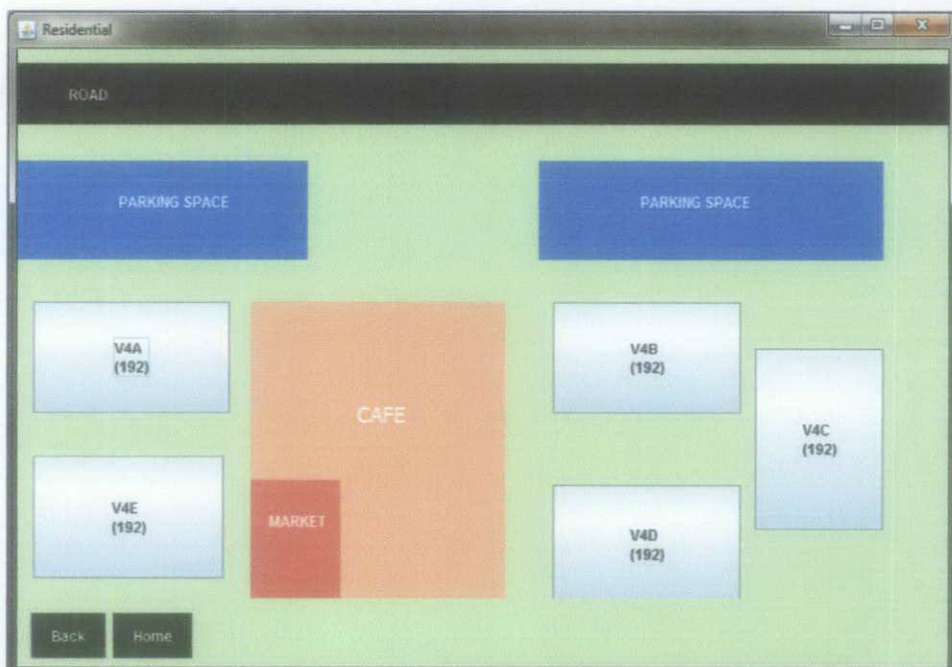 Residential
ROAD
PARKING SPACE
PARKING SPACE
V4A
(192)
V4B
(192)
CAFE
V4C
(192)
V4E
(192)
MARKET
V4D
(192)
Back
Home